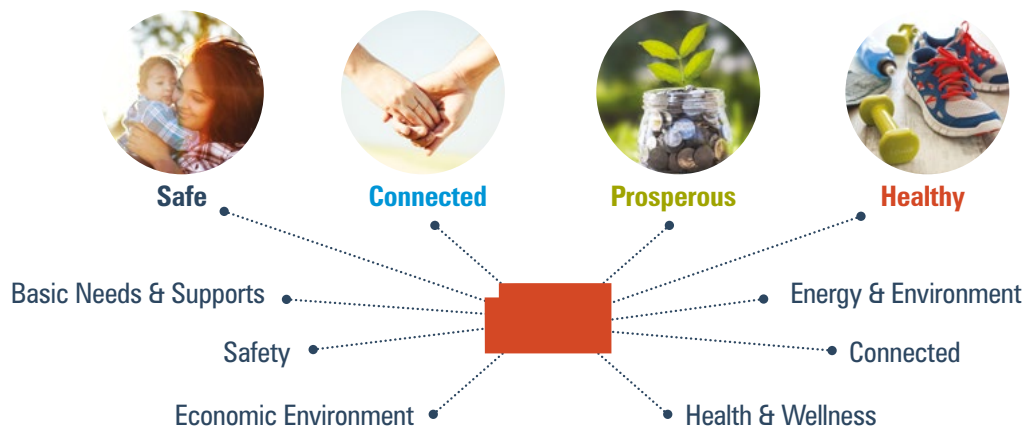 Safe
Connected
Prosperous
Healthy
Basic Needs & Supports
Energy & Environment
Safety
Connected
Economic Environment
Health & Wellness